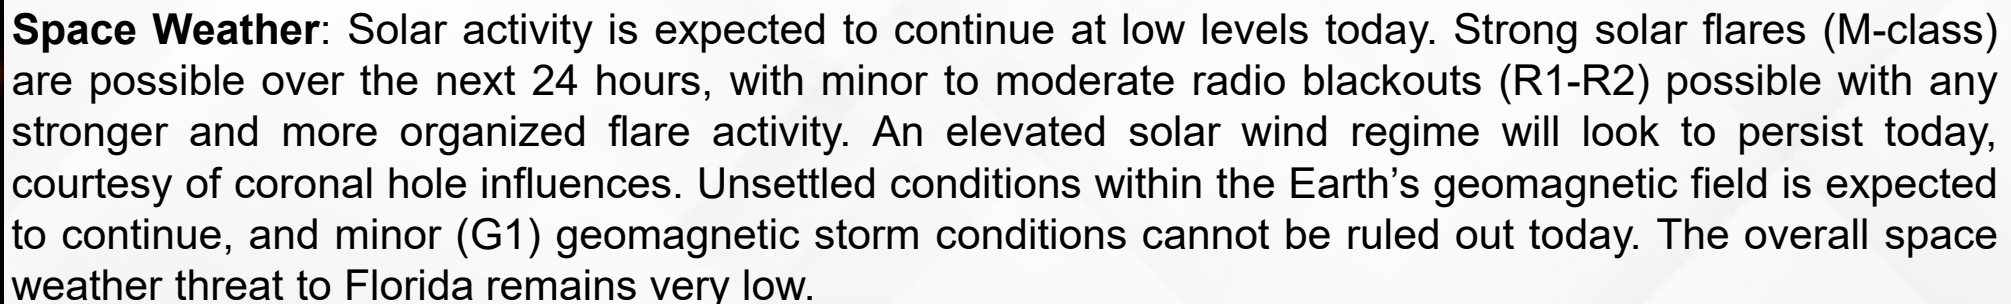 Space Weather: Solar activity is expected to continue at low levels today. Strong solar flares (M-class)
are possible over the next 24 hours, with minor to moderate radio blackouts (R1-R2) possible with any
stronger and more organized flare activity. An elevated solar wind regime will look to persist today,
courtesy of coronal hole influences. Unsettled conditions within the Earth’s geomagnetic field is expected
to continue, and minor (G1) geomagnetic storm conditions cannot be ruled out today. The overall space
weather threat to Florida remains very low.